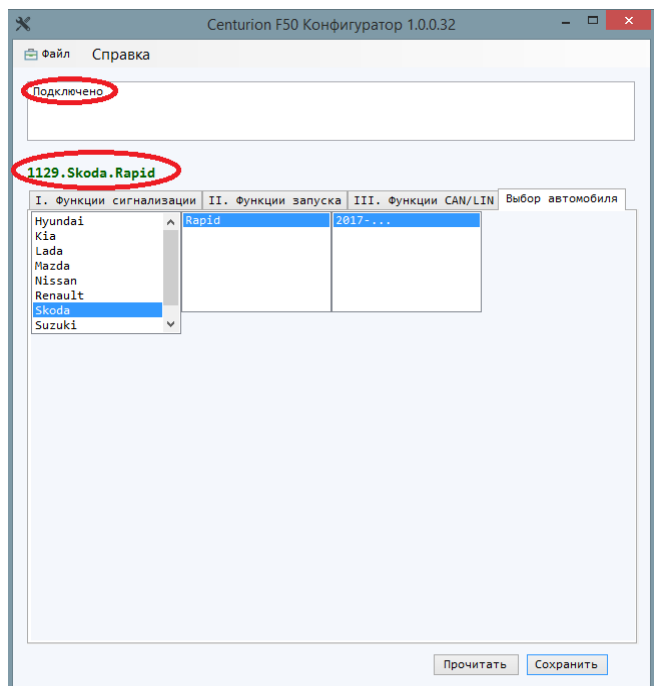 Centurion F50 Конфигуратор 1.0.0.32
Файл Справка
Подключено
1129.Skoda.Rapid
I. Функции сигнализации II. Функции запуска III. Функции CAN/LIN Выбор автомобиля
Hyundai Rapid 2017-...
Kia
Lada
Mazda
Nissan
Renault
Skoda
Suzuki
Прочитать Сохранить